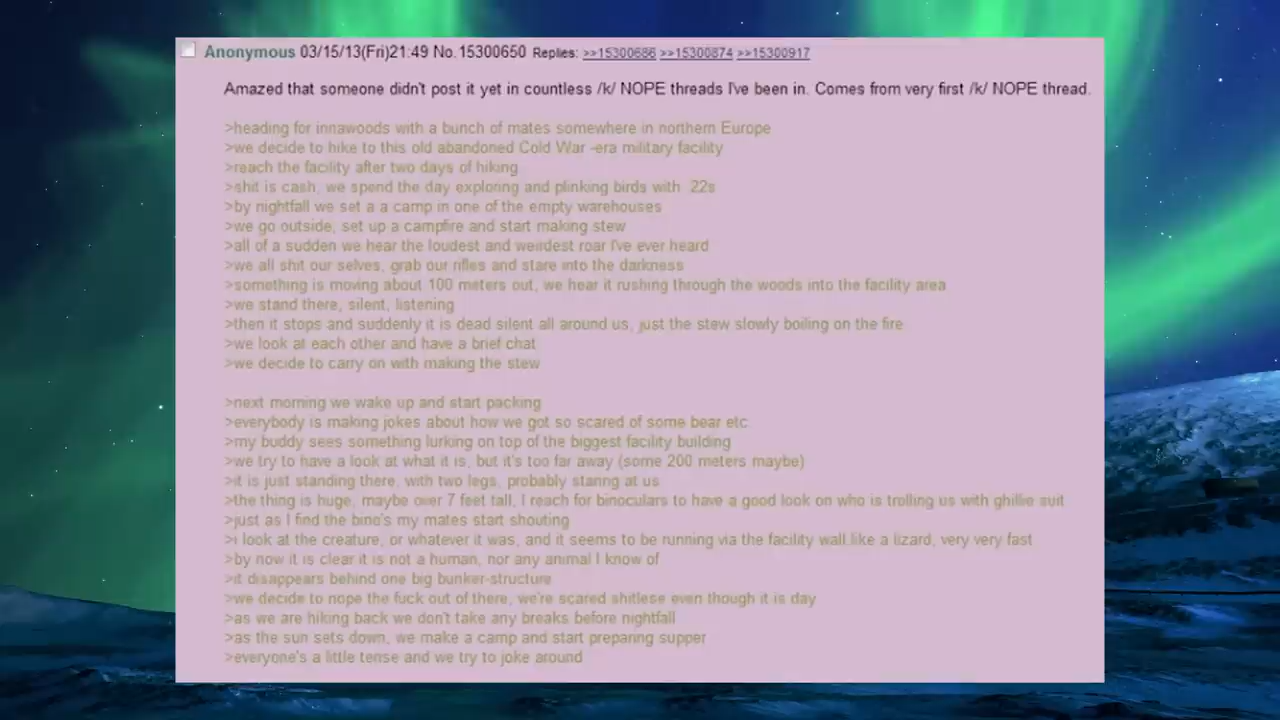 Anonymous 03/15/13(Fri)21:49 No.15300650 Replies: >>15300686 >>15300874 >>15300917
Amazed that someone didn't post it yet in countless /k/ NOPE threads I've been in. Comes from very first /k/ NOPE thread.
>heading for innawoods with a bunch of mates somewhere in northern Europe
>we decide to hike to this old abandoned Cold War -era military facility
>reach the facility after two days of hiking
>shit is cash, we spend the day exploring and plinking birds with .22s
>by nightfall we set a a camp in one of the empty warehouses
>we go outside, set up a campfire and start making stew
>all of a sudden we hear the loudest and weirdest roar I've ever heard
>we all shit our selves, grab our rifles and stare into the darkness
>something is moving about 100 meters out, we hear it rushing through the woods into the facility area
>we stand there, silent, listening
>then it stops and suddenly it is dead silent all around us, just the stew slowly boiling on the fire
>we look at each other and have a brief chat
>we decide to carry on with making the stew
>next morning we wake up and start packing
>everybody is making jokes about how we got so scared of some bear etc.
>my buddy sees something lurking on top of the biggest facility building
>we try to have a look at what it is, but it's too far away (some 200 meters maybe)
>it is just standing there, with two legs, probably staring at us
>the thing is huge, maybe over 7 feet tall, I reach for binoculars to have a good look on who is trolling us with ghillie suit
>just as I find the bino's my mates start shouting
>i look at the creature, or whatever it was, and it seems to be running via the facility wall like a lizard, very very fast
>by now it is clear it is not a human, nor any animal I know of
>it disappears behind one big bunker-structure
>we decide to nope the fuck out of there, we're scared shitlese even though it is day
>as we are hiking back we don't take any breaks before nightfall
>as the sun sets down, we make a camp and start preparing supper
>everyone's a little tense and we try to joke around